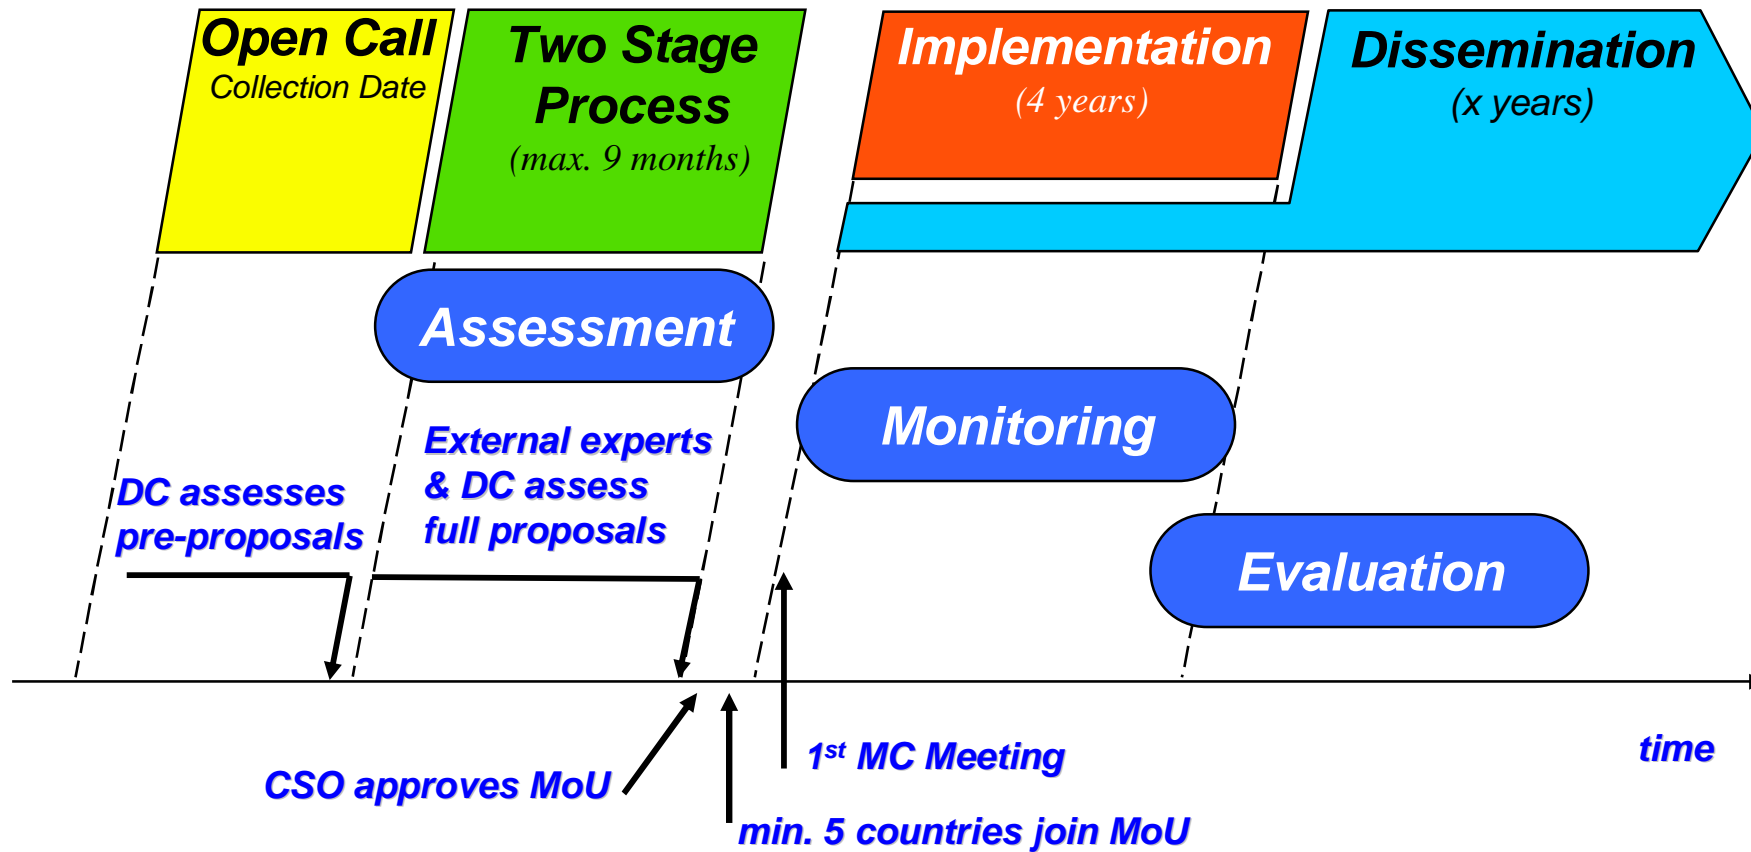 Open Call
Collection Date
Two Stage
Process
(max. 9 months)
Implementation
(4 years)
Dissemination
(x years)
Assessment
Monitoring
Evaluation
DC assesses
pre-proposals
External experts
& DC assess
full proposals
CSO approves MoU
1st MC Meeting
min. 5 countries join MoU
time